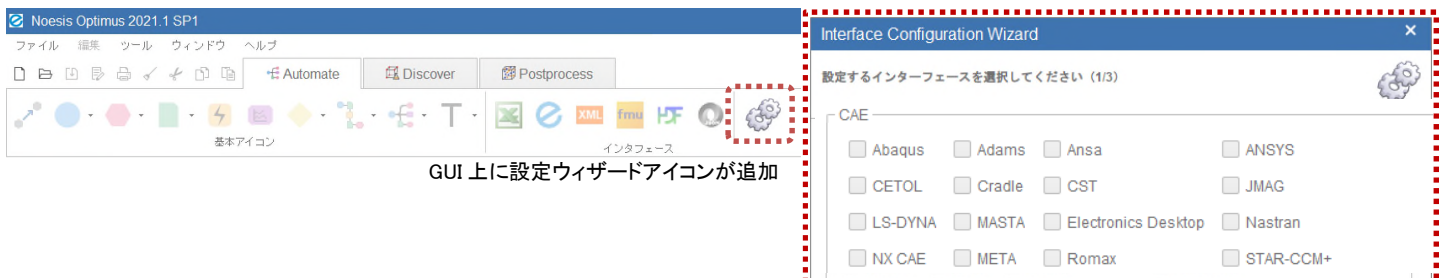 Noesis Optimus 2021.1 SP1
ファイル 編集 ツール ウィンドウ ヘルプ
Automate Discover Postprocess
T XML fmu HDF
基本アイコン
インタフェース
GUI 上に設定ウィザードアイコンが追加
Interface Configuration Wizard ×
設定するインターフェースを選択してください (1/3)
CAE
Abaqus Adams Ansa ANSYS
CETOL Cradle CST JMAG
LS-DYNA MASTA Electronics Desktop Nastran
NX CAE META Romax STAR-CCM+